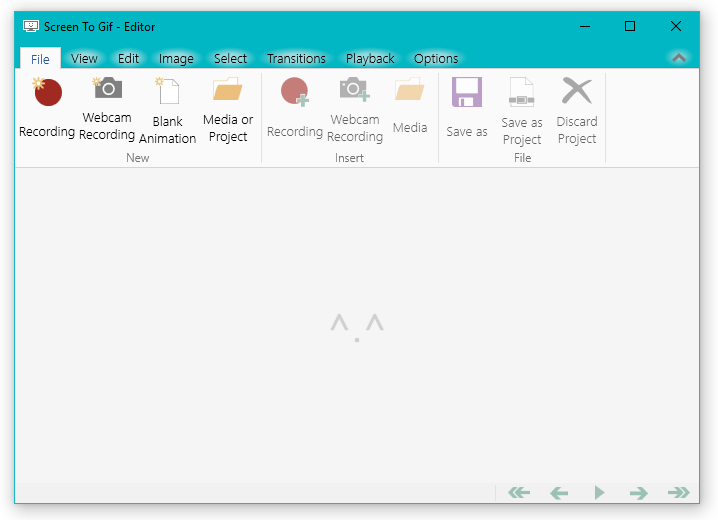 Screen To Gif - Editor
File View Edit Image Select Transitions Playback Options
Recording
Webcam
Recording
Blank
Animation
Media or
Project
New
Recording
Webcam
Recording
Media
Insert
Save as
Save as
Project
Discard
Project
File
^.^